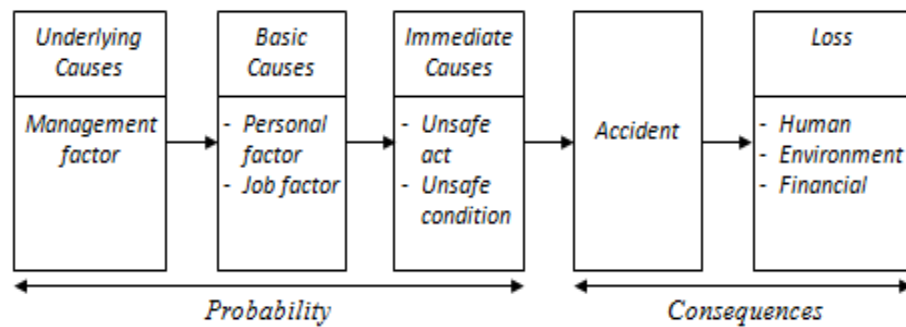 Underlying
Causes
Management
factor
Basic
Causes
- Personal
factor
- Job factor
Immediate
Causes
- Unsafe
act
- Unsafe
condition
Accident
Loss
- Human
- Environment
- Financial
Probability
Consequences